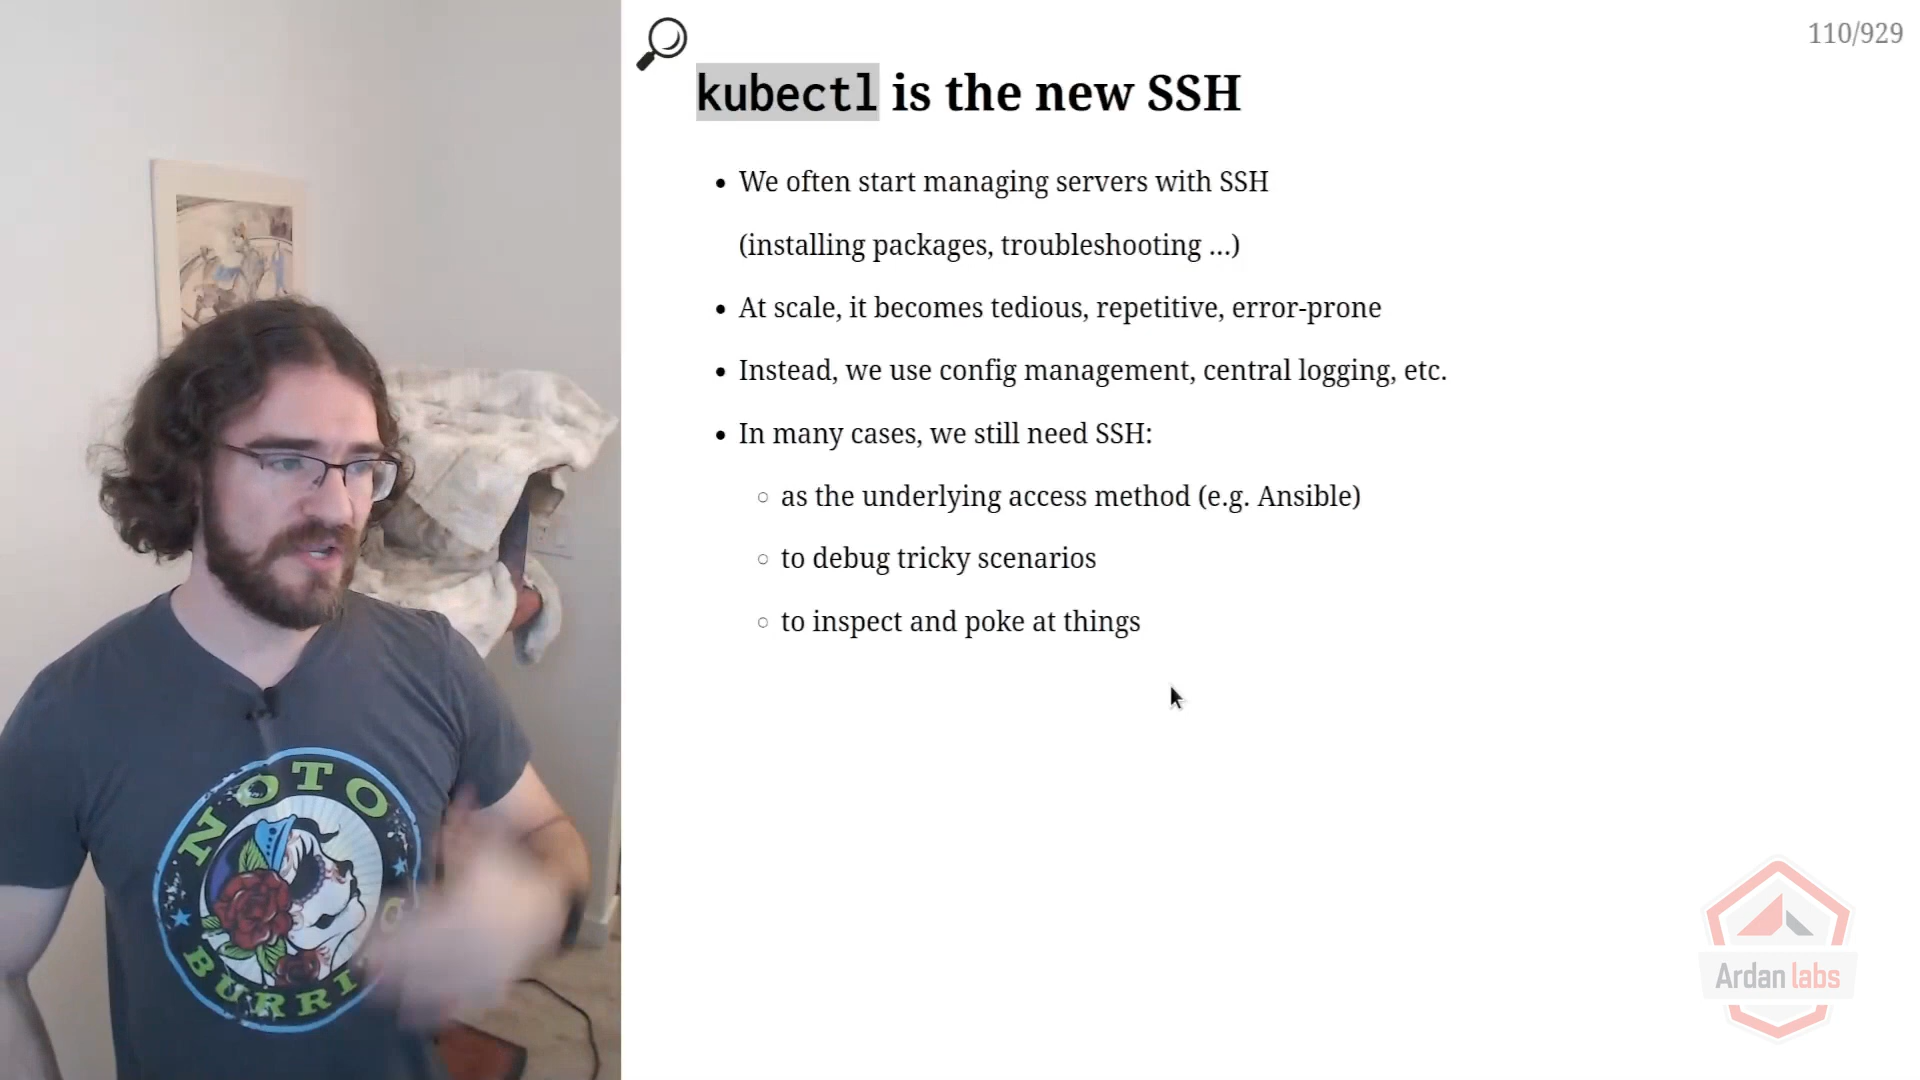 110/929
kubectl is the new SSH
• We often start managing servers with SSH
(installing packages, troubleshooting ...)
• At scale, it becomes tedious, repetitive, error-prone
• Instead, we use config management, central logging, etc.
• In many cases, we still need SSH:
○ as the underlying access method (e.g. Ansible)
○ to debug tricky scenarios
○ to inspect and poke at things
NOTO
BURRI
Ardan labs